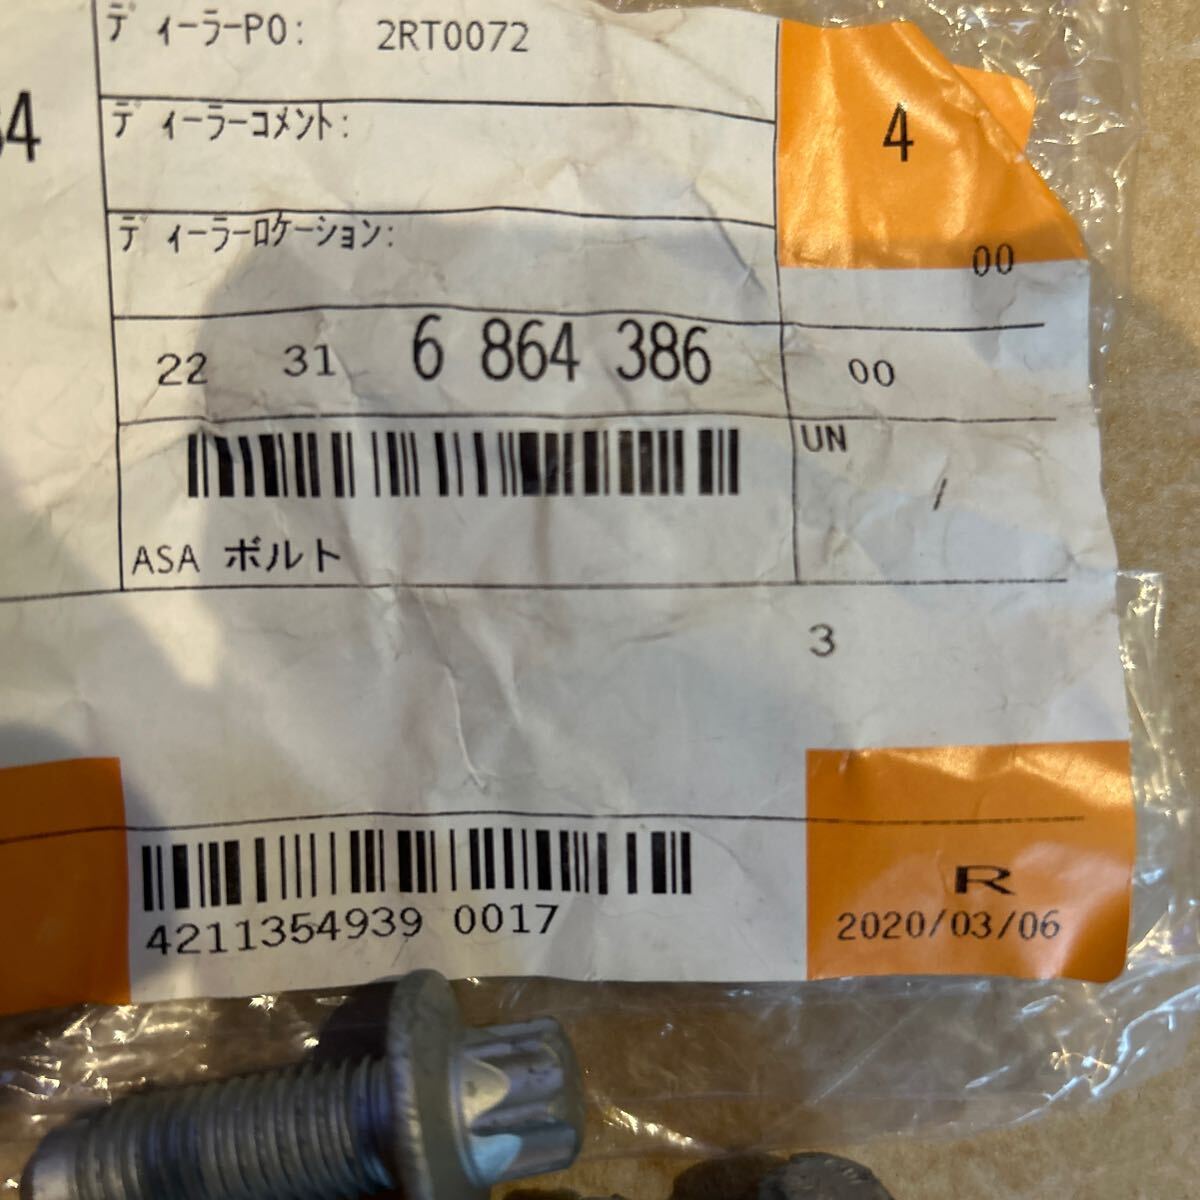 ディーラーPO: 2RT0072
4
4
ディーラーコメント:
ディーラーロケーション:
00
22 31 6 864 386 00
UN
/
ASA ボルト
3
R
4211354939 0017
2020/03/06